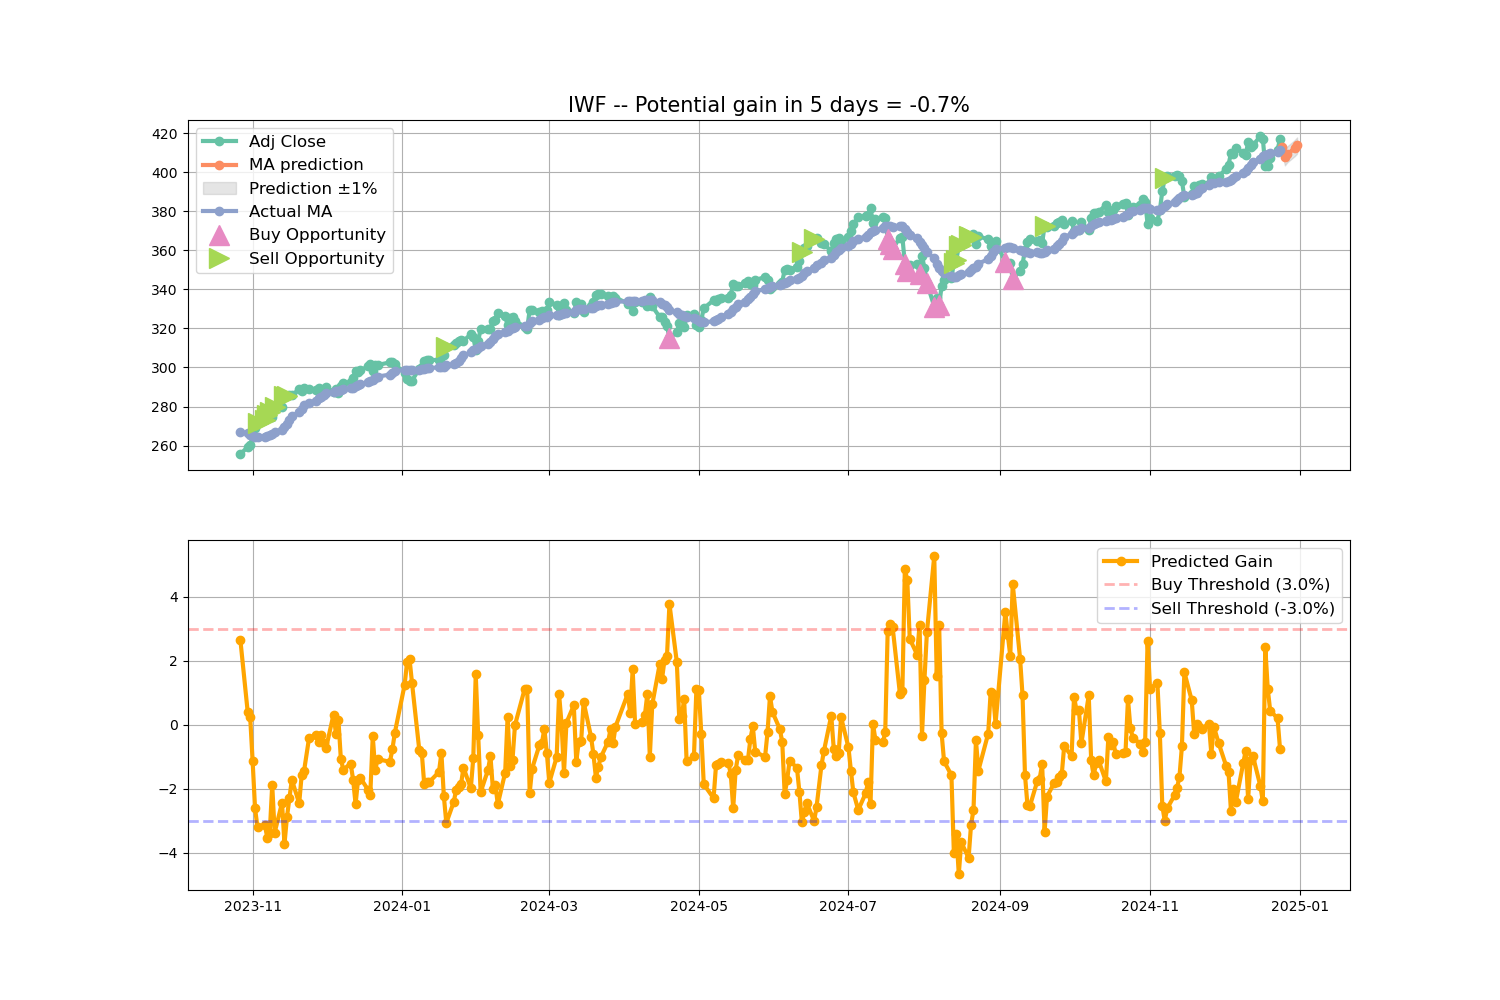 IWF -- Potential gain in 5 days = -0.7%
420
400
380
360
340
320
300
280
260
Adj Close
MA prediction
Prediction ±1%
Actual MA
Buy Opportunity
Sell Opportunity
4
2
0
−2
−4
Predicted Gain
Buy Threshold (3.0%)
Sell Threshold (-3.0%)
2023-11
2024-01
2024-03
2024-05
2024-07
2024-09
2024-11
2025-01